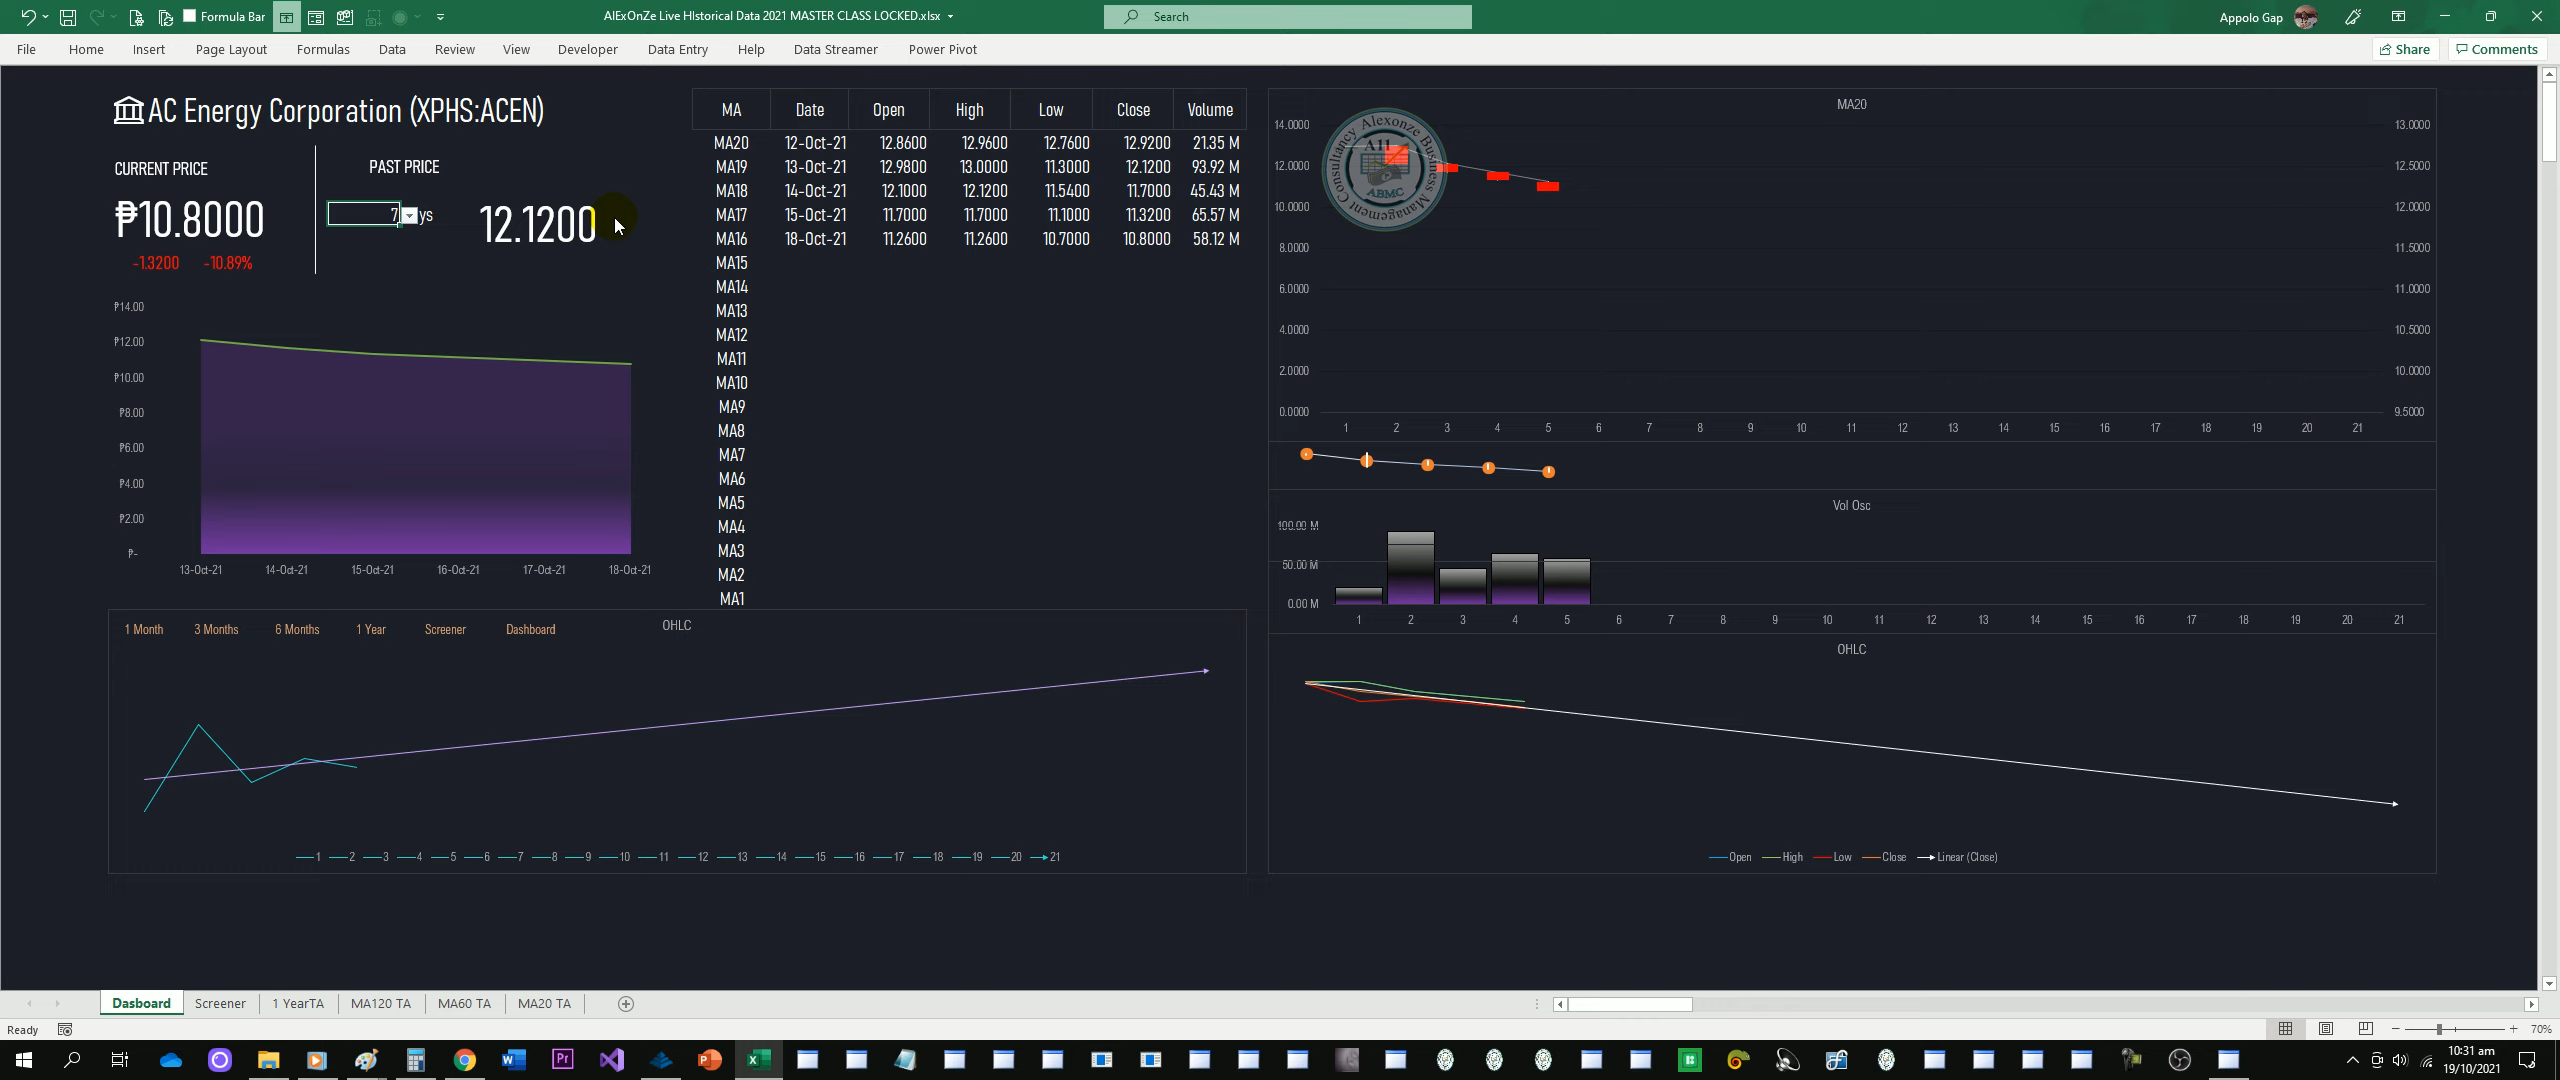 Formula Bar
AlExOnZe Live HIstorical Data 2021 MASTER CLASS LOCKED.xlsx
Search
Appolo Gap
File Home Insert Page Layout Formulas Data Review View Developer Data Entry Help Data Streamer Power Pivot
Share Comments
AC Energy Corporation (XPHS:ACEN)
CURRENT PRICE
PAST PRICE
₱10.8000
7 ys
12.1200
-1.3200 -10.89%
₱14.00
₱12.00
₱10.00
₱8.00
₱6.00
₱4.00
₱2.00
₱-
13-Oct-21 14-Oct-21 15-Oct-21 16-Oct-21 17-Oct-21 18-Oct-21
MA Date Open High Low Close Volume
MA20 12-Oct-21 12.8600 12.9600 12.7600 12.9200 21.35 M
MA19 13-Oct-21 12.9800 13.0000 11.3000 12.1200 93.92 M
MA18 14-Oct-21 12.1000 12.1200 11.5400 11.7000 45.43 M
MA17 15-Oct-21 11.7000 11.7000 11.1000 11.3200 65.57 M
MA16 18-Oct-21 11.2600 11.2600 10.7000 10.8000 58.12 M
MA15
MA14
MA13
MA12
MA11
MA10
MA9
MA8
MA7
MA6
MA5
MA4
MA3
MA2
MA1
1 Month 3 Months 6 Months 1 Year Screener Dashboard
OHLC
1 2 3 4 5 6 7 8 9 10 11 12 13 14 15 16 17 18 19 20 21
MA20
14.0000
12.0000
10.0000
8.0000
6.0000
4.0000
2.0000
0.0000
13.0000
12.5000
12.0000
11.5000
11.0000
10.5000
10.0000
9.5000
Alexonze Business Management Consultancy
ABMC
1 2 3 4 5 6 7 8 9 10 11 12 13 14 15 16 17 18 19 20 21
Vol Osc
100.00 M
50.00 M
0.00 M
1 2 3 4 5 6 7 8 9 10 11 12 13 14 15 16 17 18 19 20 21
OHLC
Open High Low Close Linear (Close)
Dasboard Screener 1 YearTA MA120 TA MA60 TA MA20 TA
Ready
70%
10:31 am
19/10/2021